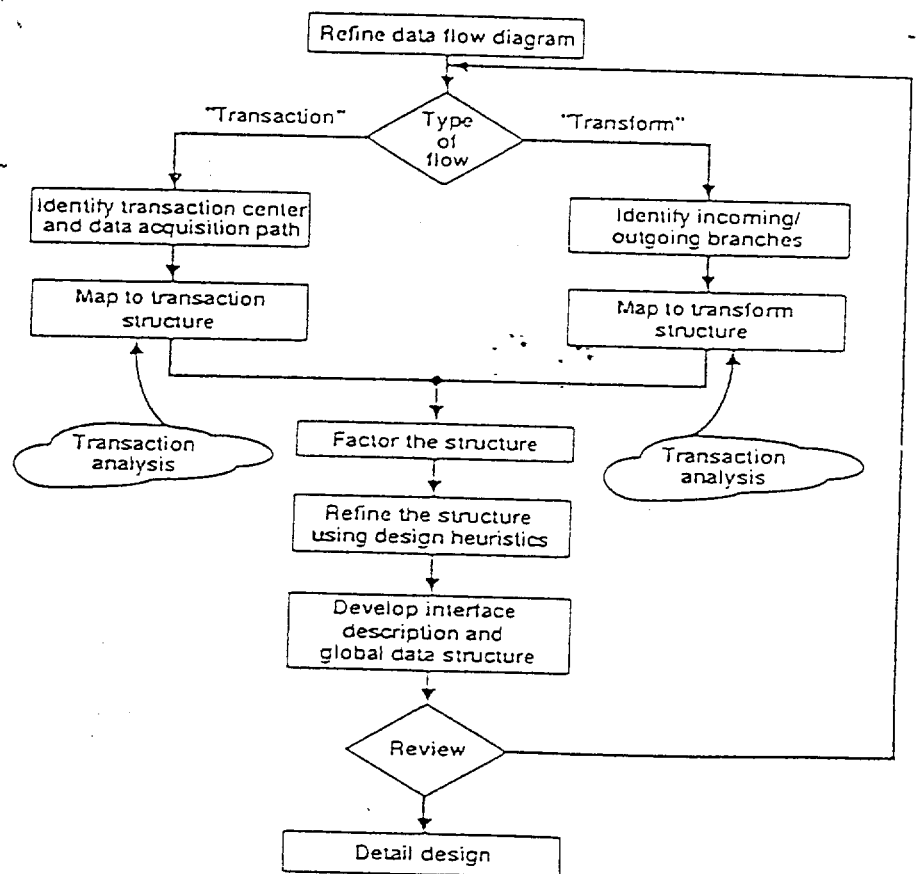 Refine data flow diagram
"Transaction"
Type
of
flow
"Transform"
Identify transaction center
and data acquisition path
Identify incoming/
outgoing branches
Map to transaction
structure
Map to transform
structure
Transaction
analysis
Factor the structure
Transaction
analysis
Refine the structure
using design heuristics
Develop interface
description and
global data structure
Review
Detail design